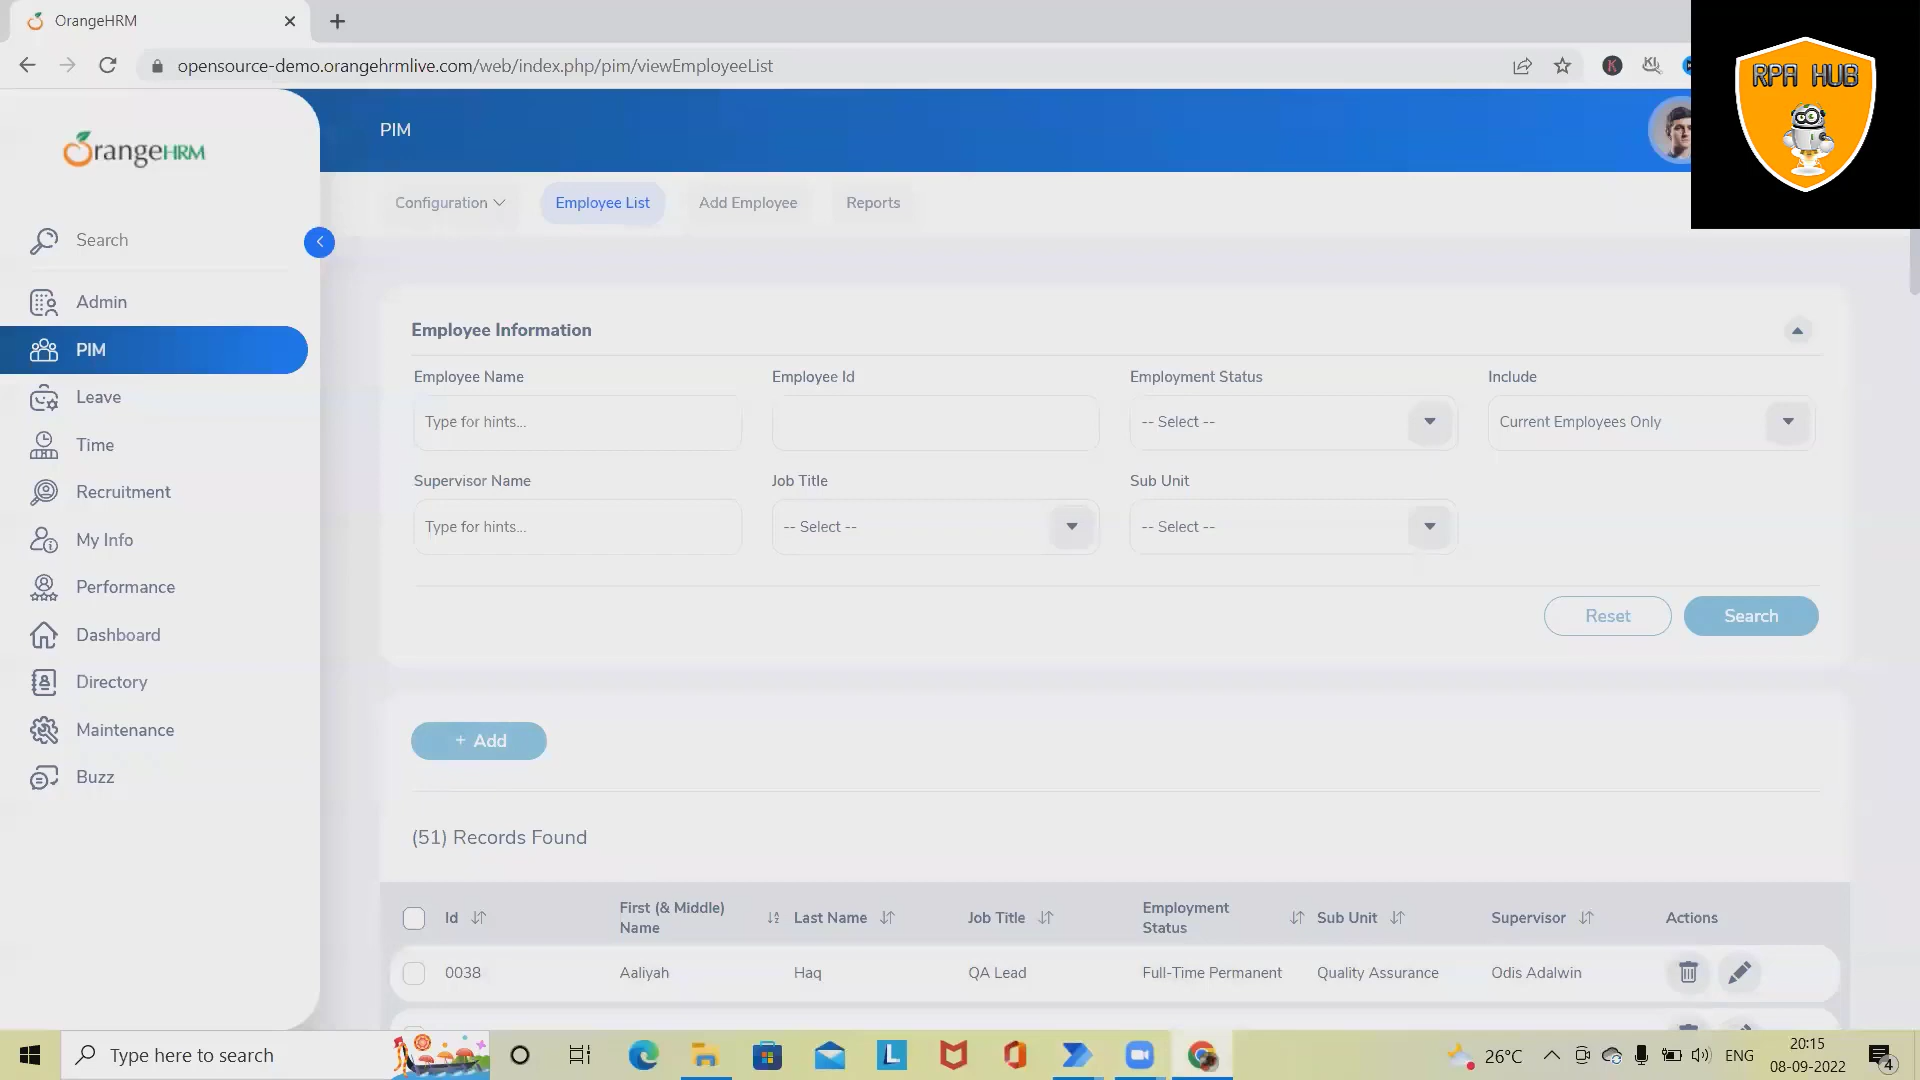 OrangeHRM
opensource-demo.orangehrmlive.com/web/index.php/pim/viewEmployeeList
RPA HUB
OrangeHRM
PIM
Configuration
Employee List
Add Employee
Reports
Search
Admin
PIM
Leave
Time
Recruitment
My Info
Performance
Dashboard
Directory
Maintenance
Buzz
Employee Information
Employee Name
Employee Id
Employment Status
Include
Type for hints...
-- Select --
Current Employees Only
Supervisor Name
Job Title
Sub Unit
Type for hints...
-- Select --
-- Select --
Reset
Search
+ Add
(51) Records Found
Id
First (& Middle)
Name
Last Name
Job Title
Employment
Status
Sub Unit
Supervisor
Actions
0038
Aaliyah
Haq
QA Lead
Full-Time Permanent
Quality Assurance
Odis Adalwin
Type here to search
26°C
ENG
20:15
08-09-2022
4